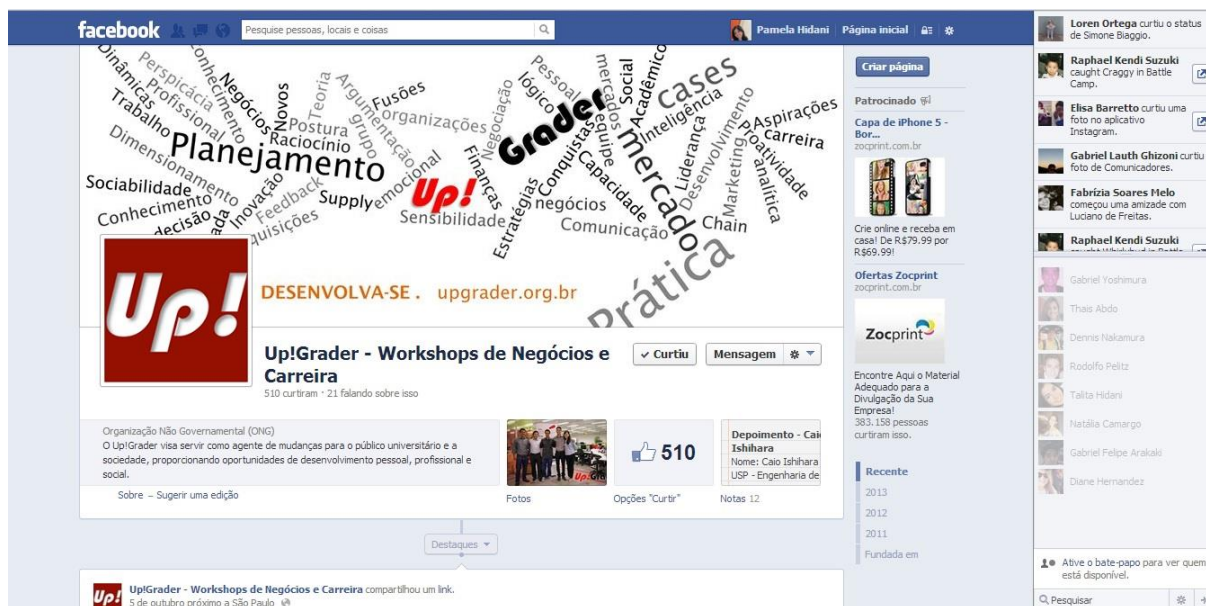 facebook
Pesquise pessoas, locais e coisas
Pamela Hidani
Página inicial
Dinâmicas
Perspicácia
Conhecimento
Trabalho
Profissional
Negócios
Novos
Teoria
Argumentação
Fusões
Postura
grupo
organizações
Raciocínio
Planejamento
Dimensionamento
Sociabilidade
Inovação
Feedback
Supply
emocional
Conhecimento
decisão
Up!
Sensibilidade
Finanças
Negociação
lógico
Pessoal
Grader
mercados
equipe
Social
Acadêmico
cases
Inteligência
Conquistas
Capacidade
Estratégias
negócios
Comunicação
mercado
Liderança
Desenvolvimento
Marketing
Chain
Proatividade
analítica
Aspirações
carreira
Prática
DESENVOLVA-SE . upgrader.org.br
Up!
Up!Grader - Workshops de Negócios e
Carreira
510 curtiram · 21 falando sobre isso
Curtiu
Mensagem
Organização Não Governamental (ONG)
O Up!Grader visa servir como agente de mudanças para o público universitário e a
sociedade, proporcionando oportunidades de desenvolvimento pessoal, profissional e
social.
Sobre – Sugerir uma edição
Fotos
510
Opções "Curtir"
Depoimento - Caio
Ishihara
Nome: Caio Ishihara
USP - Engenharia de
Notas 12
Destaques
Up!
Up!Grader - Workshops de Negócios e Carreira compartilhou um link.
5 de outubro próximo a São Paulo
Criar página
Patrocinado
Capa de iPhone 5 -
Bor...
zocprint.com.br
Crie online e receba em
casa! De R$79.99 por
R$69.99!
Ofertas Zocprint
zocprint.com.br
Zocprint
Encontre Aqui o Material
Adequado para a
Divulgação da Sua
Empresa!
383.158 pessoas
curtiram isso.
Recente
2013
2012
2011
Fundada em
Loren Ortega curtiu o status
de Simone Biaggio.
Raphael Kendi Suzuki
caught Craggy in Battle
Camp.
Elisa Barretto curtiu uma
foto no aplicativo
Instagram.
Gabriel Lauth Ghizoni curtiu
foto de Comunicadores.
Fabrízia Soares Melo
começou uma amizade com
Luciano de Freitas.
Raphael Kendi Suzuki
Gabriel Yoshimura
Thais Abdo
Dennis Nakamura
Rodolfo Pelitz
Talita Hidani
Natália Camargo
Gabriel Felipe Arakaki
Diane Hernandez
Ative o bate-papo para ver quem
está disponível.
Pesquisar